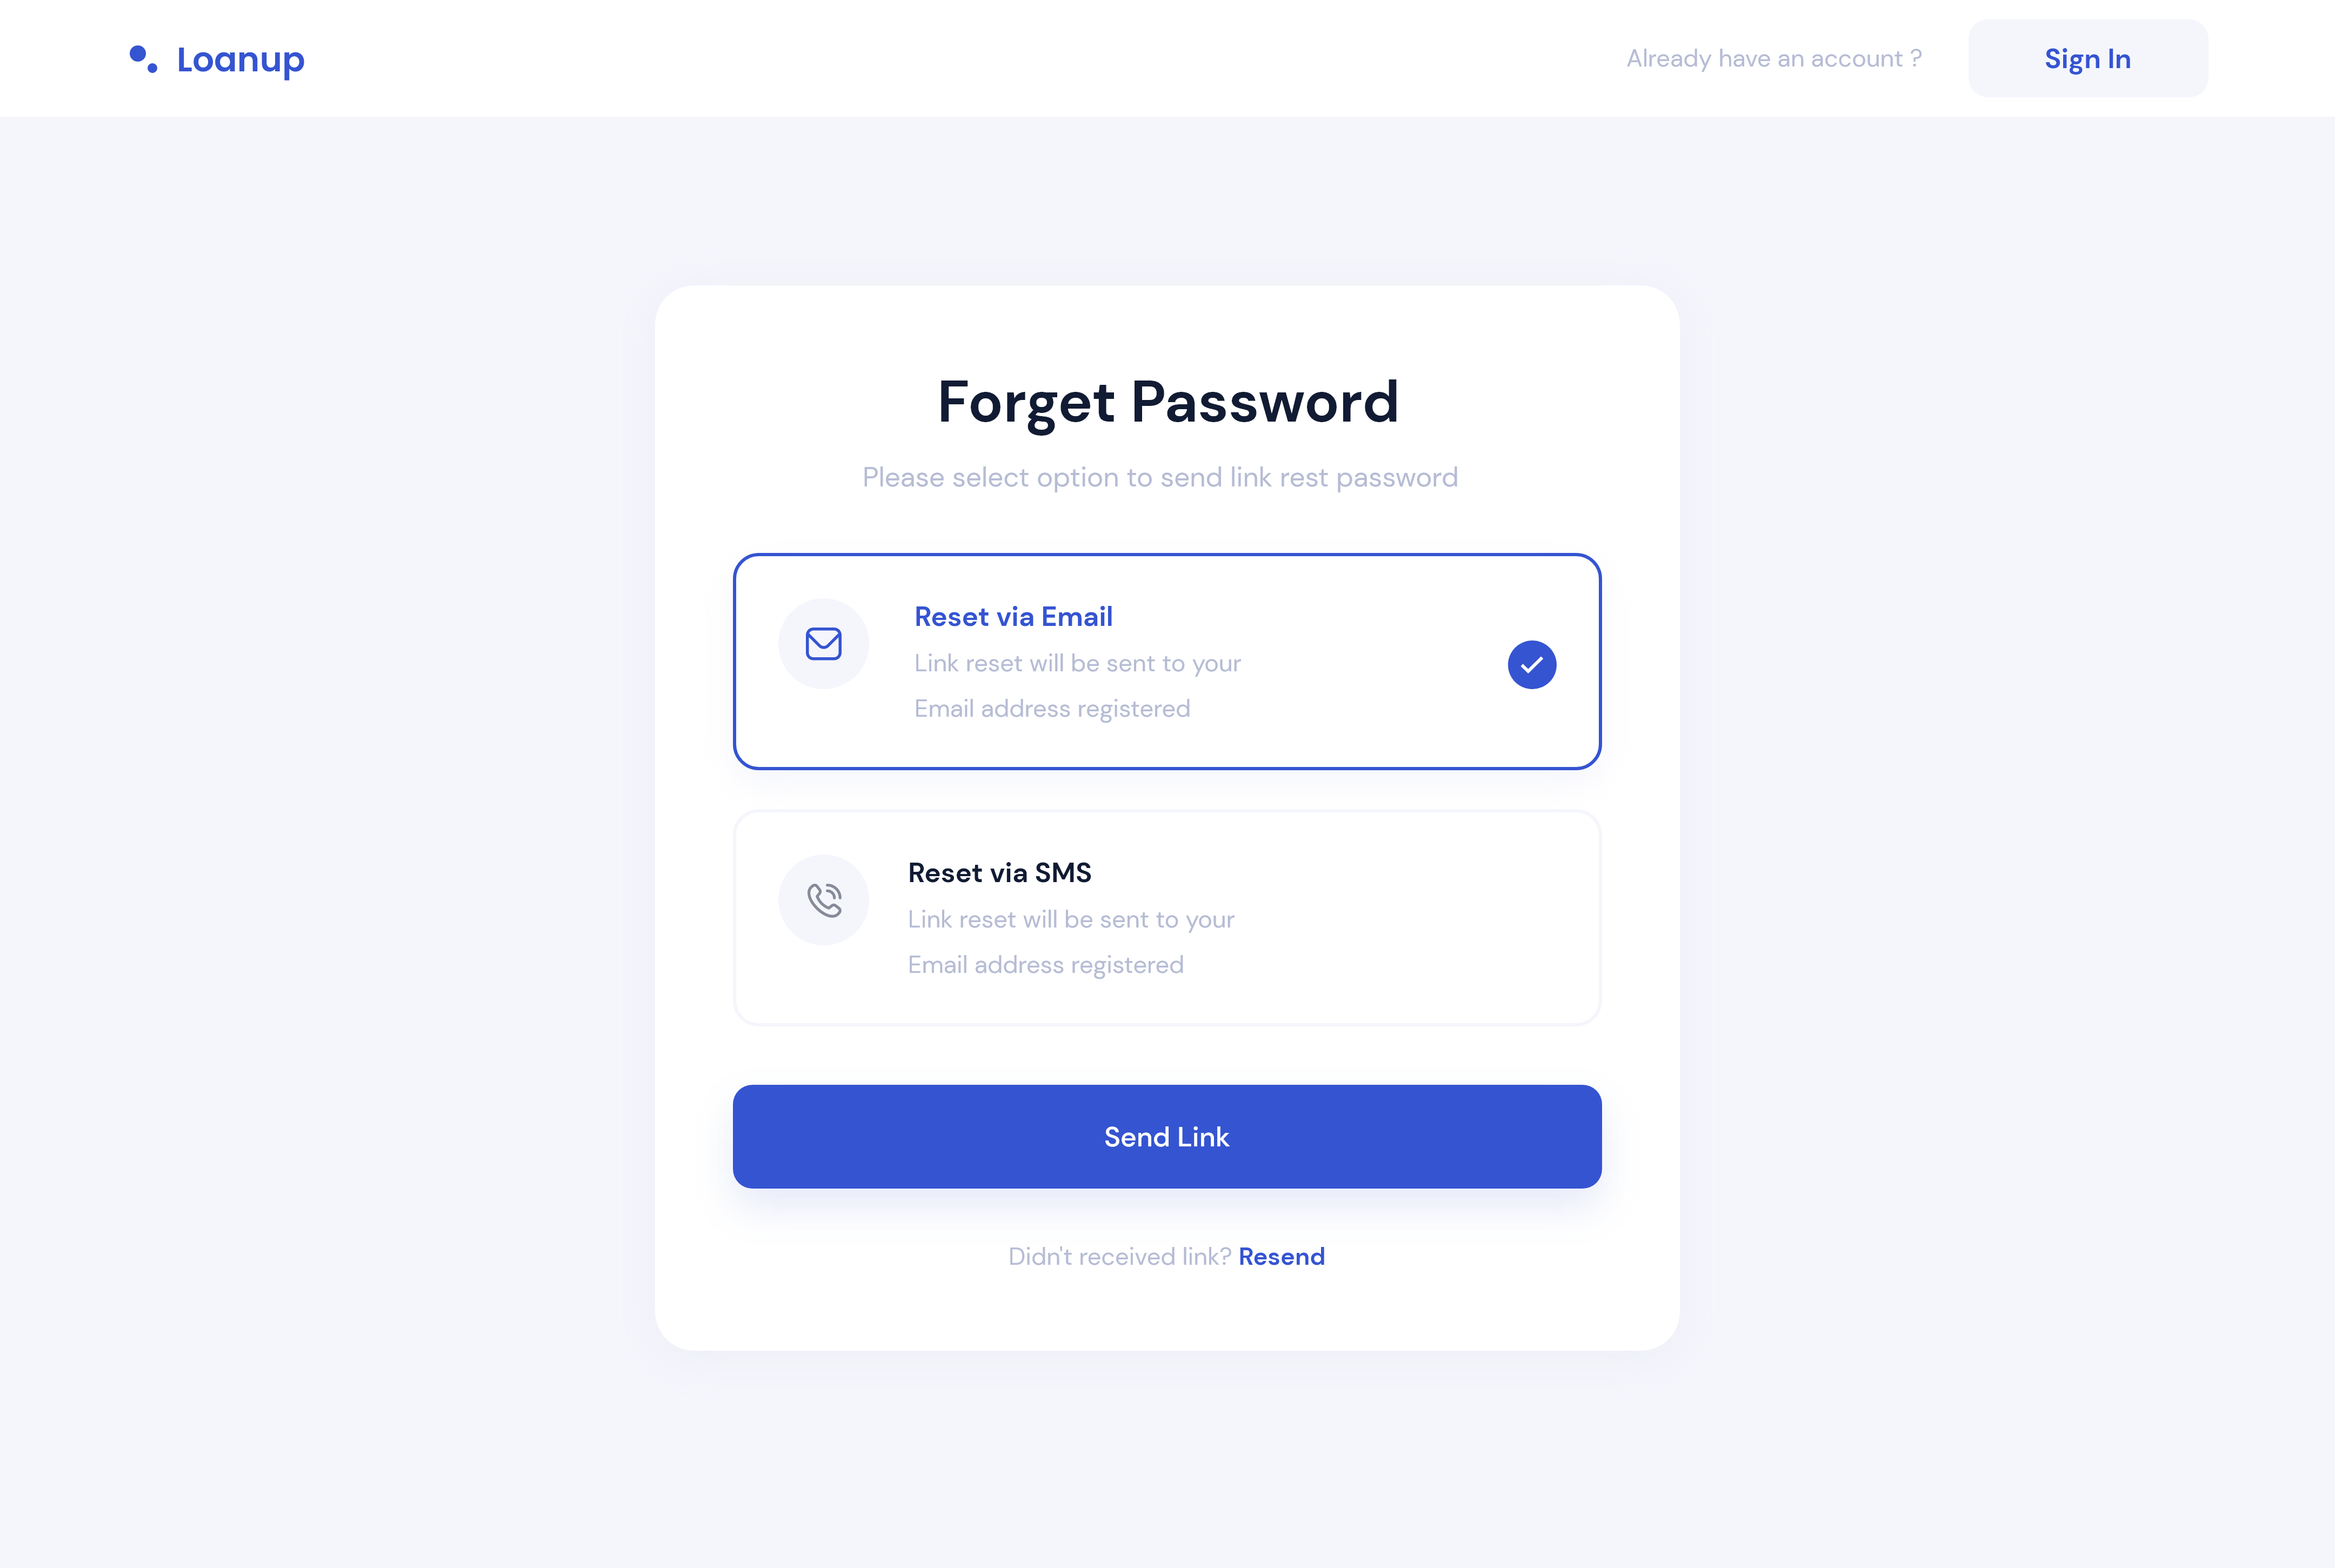 Loanup
Already have an account ?
Sign In
Forget Password
Please select option to send link rest password
Reset via Email
Link reset will be sent to your
Email address registered
Reset via SMS
Link reset will be sent to your
Email address registered
Send Link
Didn't received link? Resend